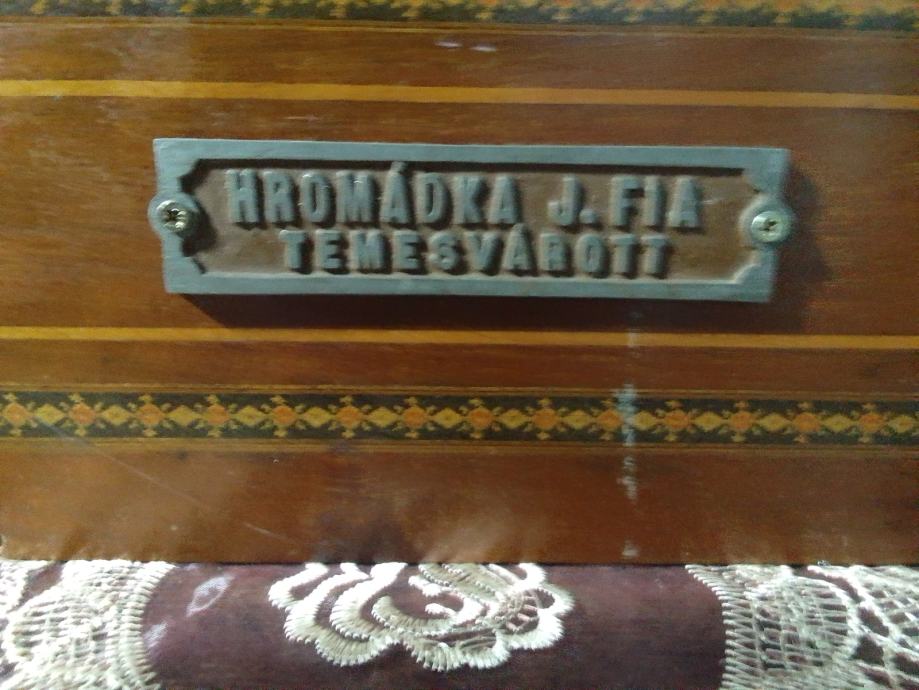 HROMÁDKA J. FIA
TEMESVÁROTT